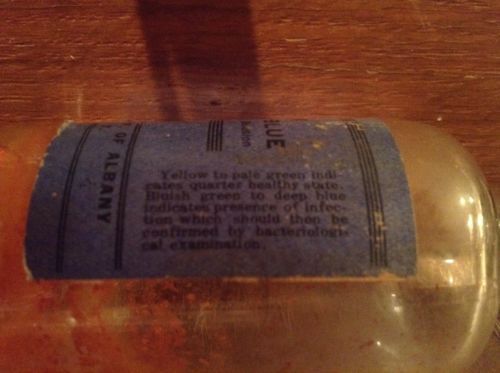 OF ALBANY
BLUE
Yellow to pale green indi-
cates quarter healthy state.
Bluish green to deep blue
indicates presence of infec-
tion which should then be
confirmed by bacteriologi-
cal examination.